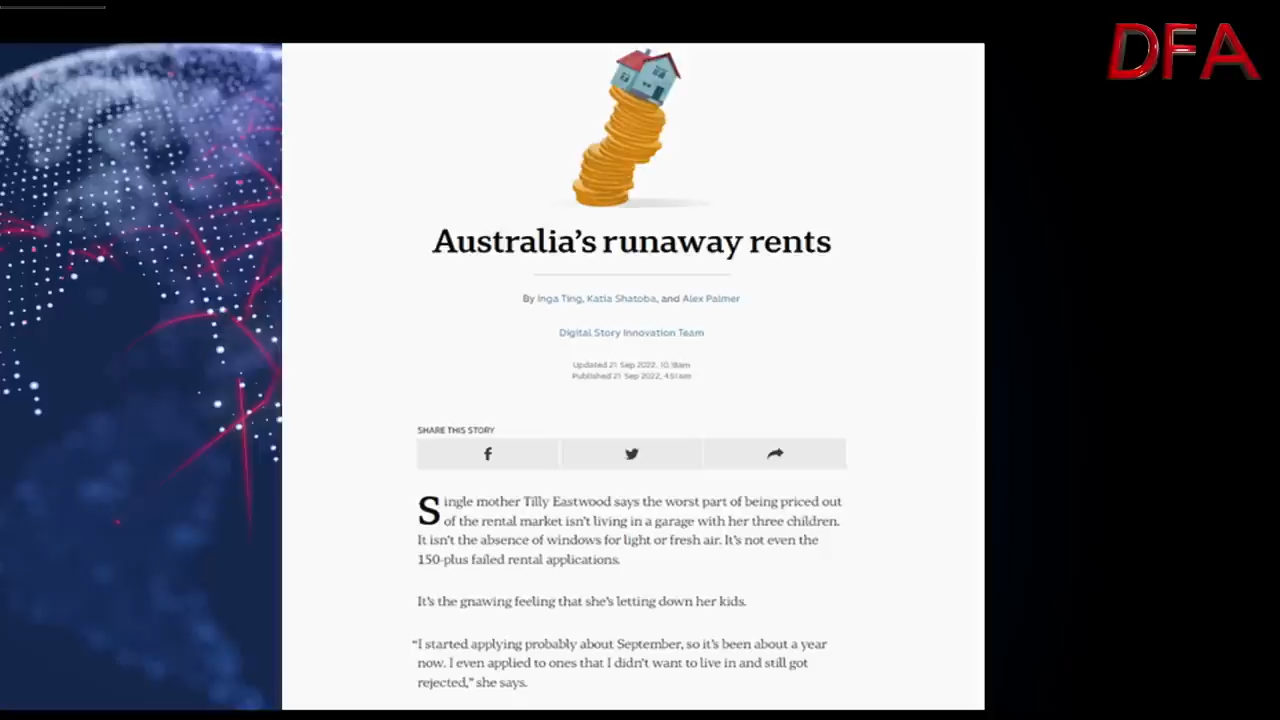 DFA
Australia's runaway rents
By Inga Ting, Katia Shatoba, and Alex Palmer
Digital Story Innovation Team
Updated 21 Sep 2022, 10:18am
Published 21 Sep 2022, 4:51am
SHARE THIS STORY
Single mother Tilly Eastwood says the worst part of being priced out
of the rental market isn't living in a garage with her three children.
It isn't the absence of windows for light or fresh air. It's not even the
150-plus failed rental applications.
It's the gnawing feeling that she's letting down her kids.
“I started applying probably about September, so it's been about a year
now. I even applied to ones that I didn't want to live in and still got
rejected,” she says.